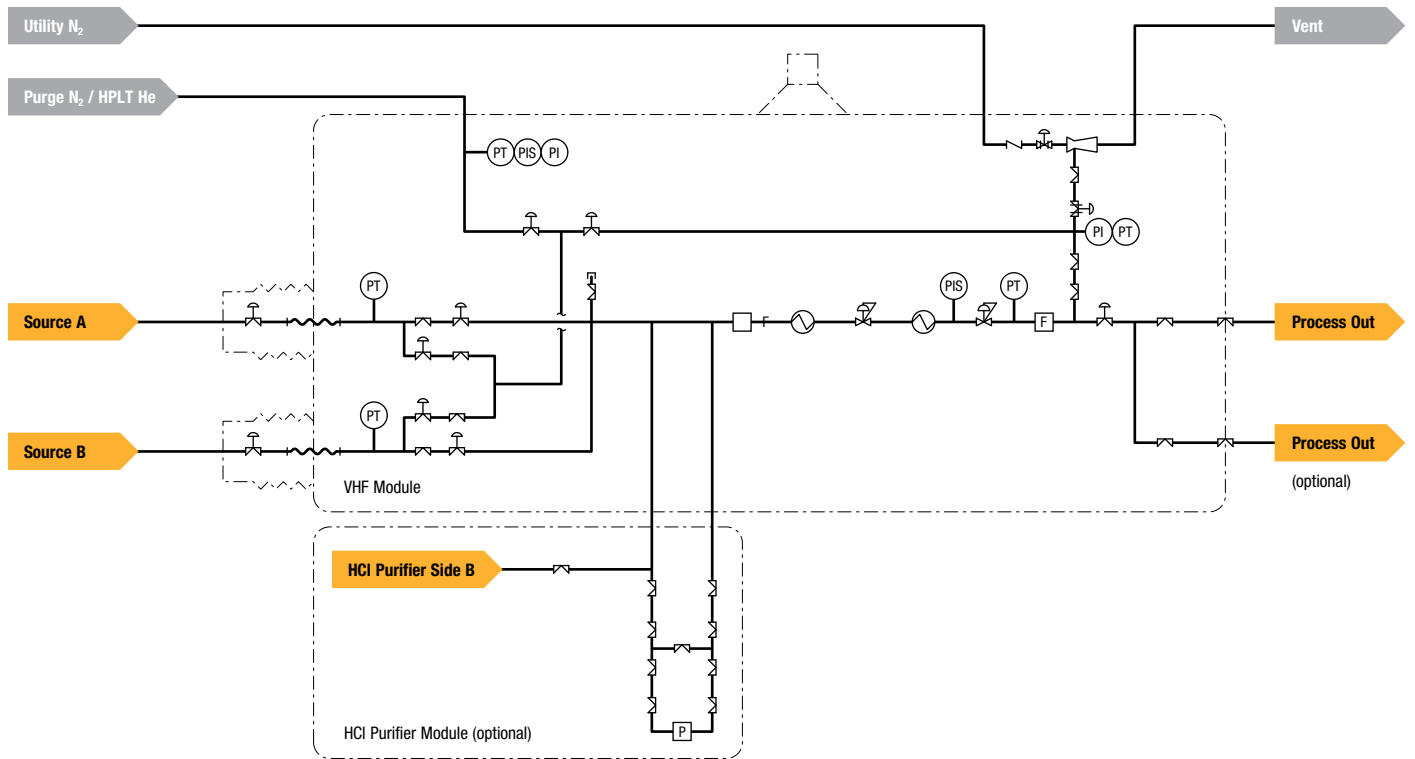 Utility N₂
Vent
Purge N₂ / HPLT He
PT PIS PI
PI PT
PT
PIS
PT
Source A
F
F
Process Out
PT
Source B
Process Out
(optional)
VHF Module
HCl Purifier Side B
P
HCl Purifier Module (optional)